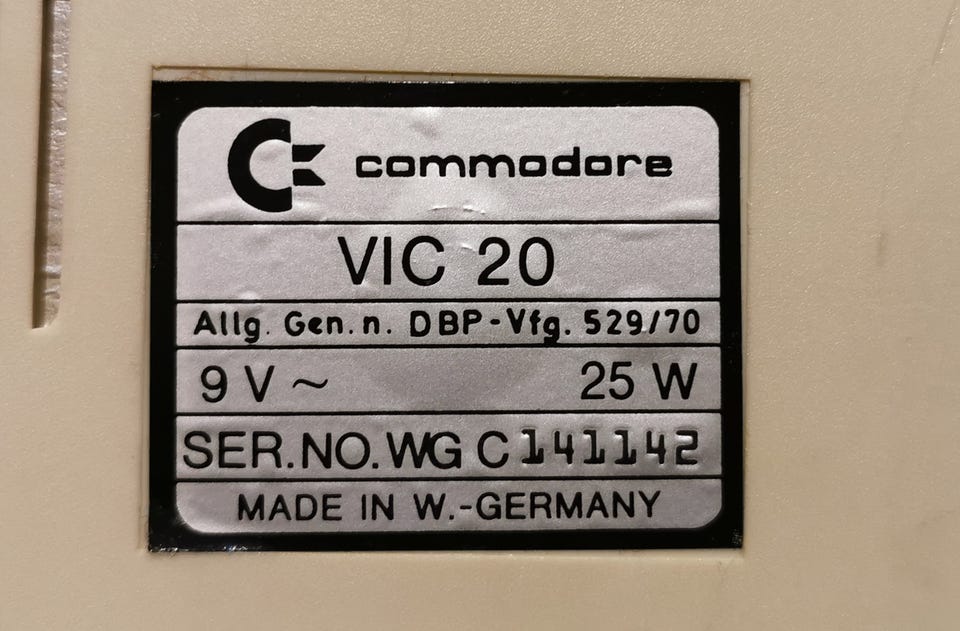 commodore
VIC 20
Allg. Gen. n. DBP-Vfg. 529/70
9 V ~ 25 W
SER.NO. WG C 141142
MADE IN W.-GERMANY